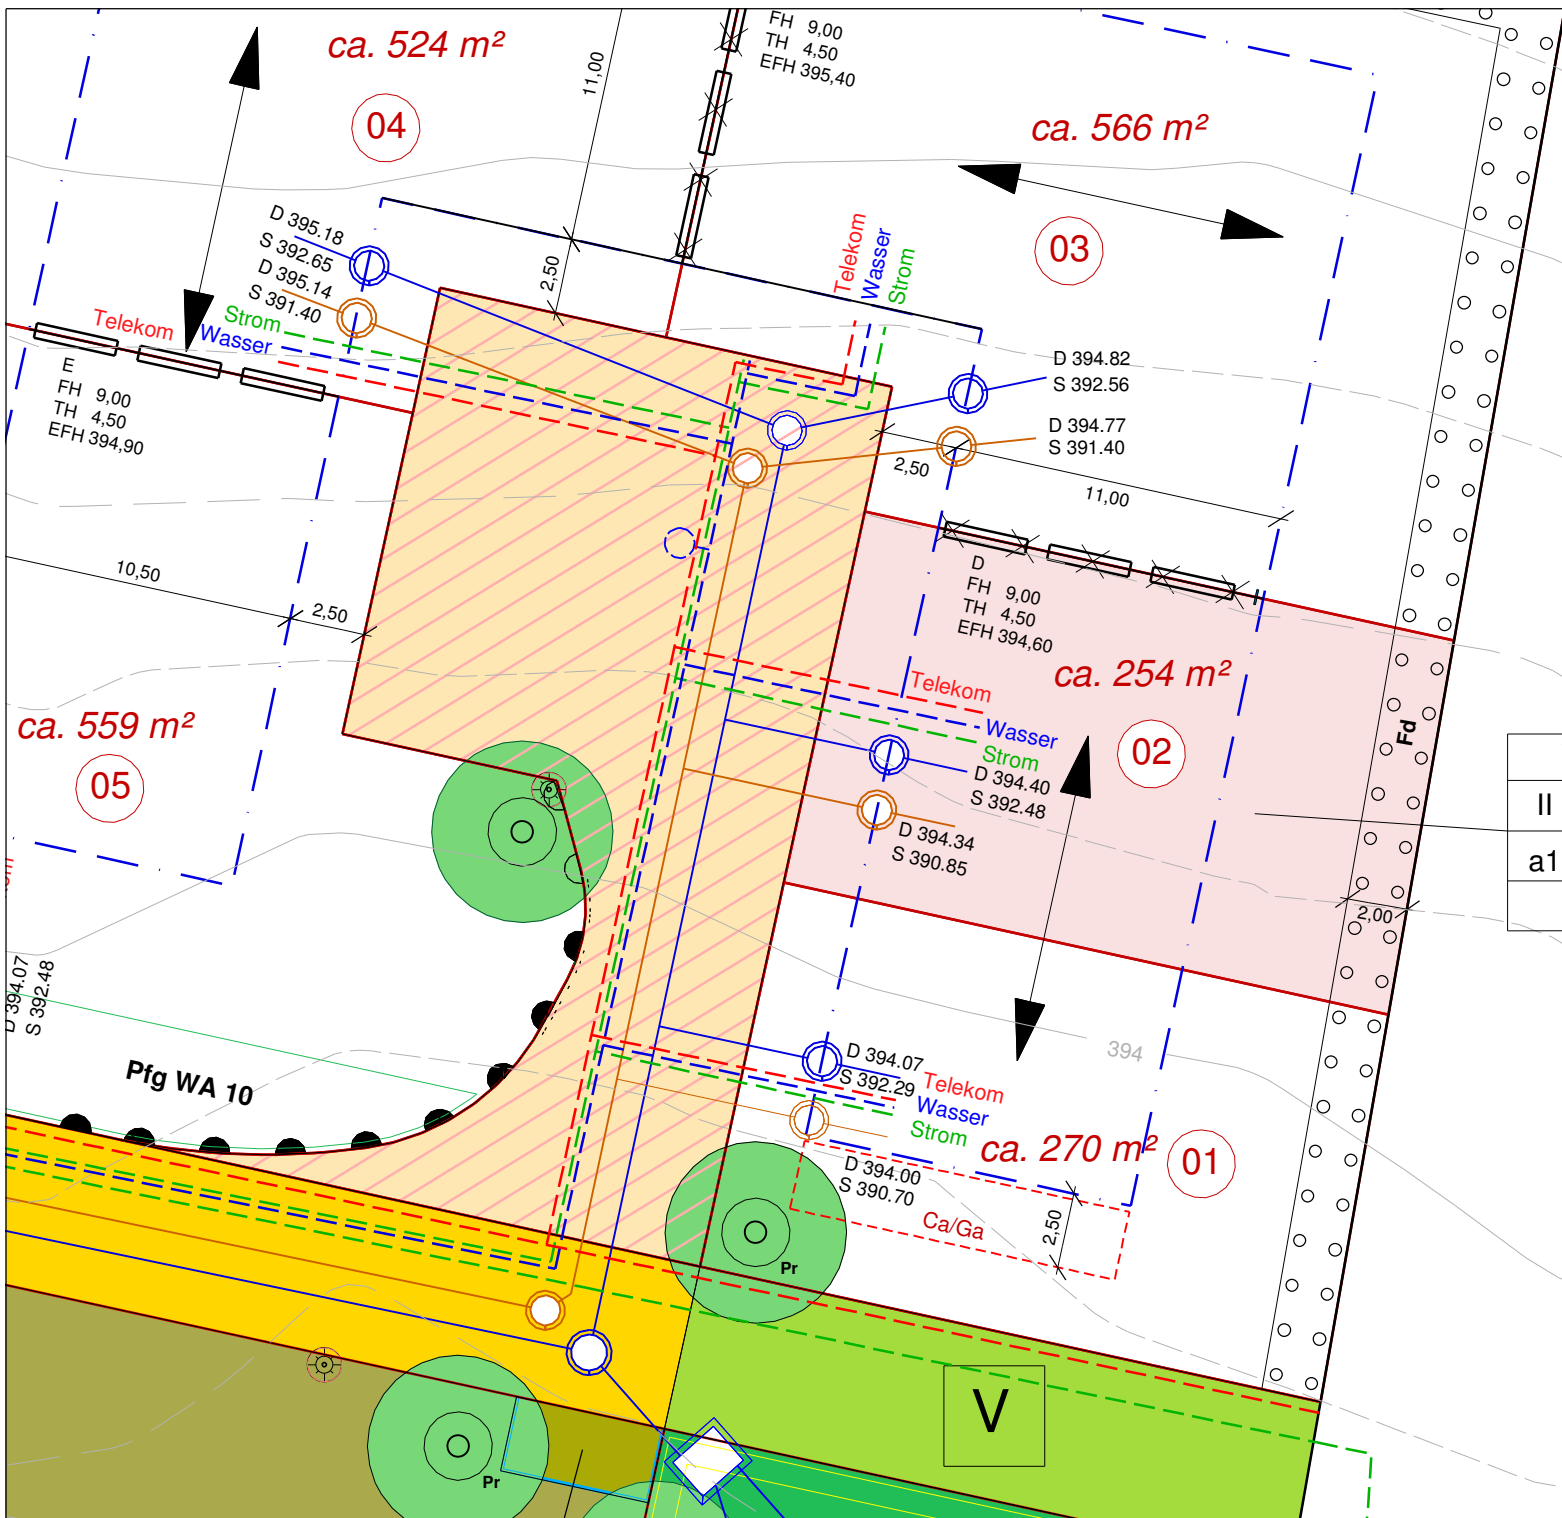 ca. 524 m²
04
11,00
FH 9,00
TH 4,50
EFH 395,40
ca. 566 m²
03
D 395.18
S 392.65
D 395.14
S 391.40
2,50
Telekom
Wasser
Strom
Telekom
Strom
Wasser
E
FH 9,00
TH 4,50
EFH 394,90
D 394.82
S 392.56
D 394.77
S 391.40
2,50
11,00
10,50
2,50
D
FH 9,00
TH 4,50
EFH 394,60
ca. 254 m²
02
Telekom
Wasser
Strom
D 394.40
S 392.48
D 394.34
S 390.85
Fd
II
a1
2,00
ca. 559 m²
05
D 394.07
S 392.48
Pfg WA 10
394
D 394.07
S 392.29
Telekom
Wasser
Strom
ca. 270 m²
01
D 394.00
S 390.70
Ca/Ga
2,50
Pr
V
Pr